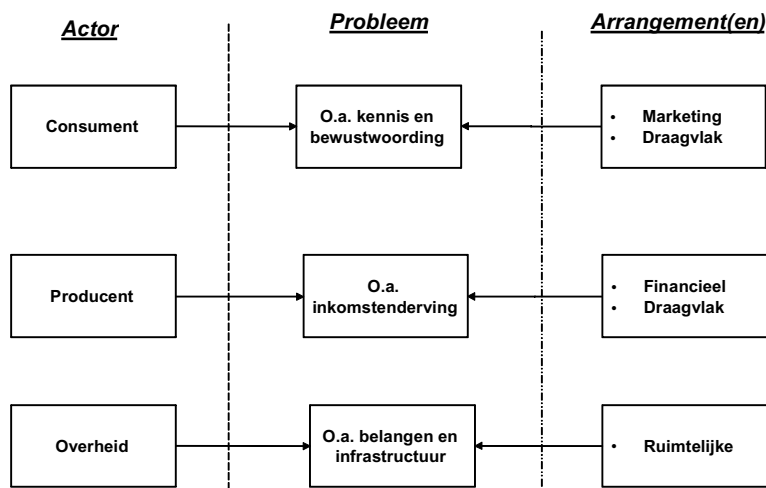 Actor
Probleem
Arrangement(en)
Consument
O.a. kennis en
bewustwoording
• Marketing
• Draagvlak
Producent
O.a.
inkomstenderving
• Financieel
• Draagvlak
Overheid
O.a. belangen en
infrastructuur
• Ruimtelijke